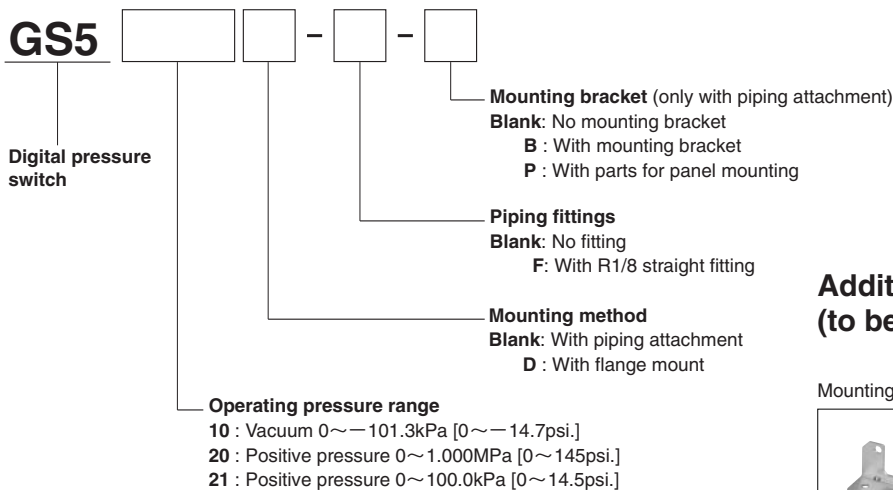 GS5 – –
Mounting bracket (only with piping attachment)
Blank: No mounting bracket
B : With mounting bracket
P : With parts for panel mounting
Digital pressure
switch
Piping fittings
Blank: No fitting
F: With R1/8 straight fitting
Mounting method
Blank: With piping attachment
D : With flange mount
Operating pressure range
10 : Vacuum 0～－101.3kPa [0～－14.7psi.]
20 : Positive pressure 0～1.000MPa [0～145psi.]
21 : Positive pressure 0～100.0kPa [0～14.5psi.]
Addit
(to be
Mounting